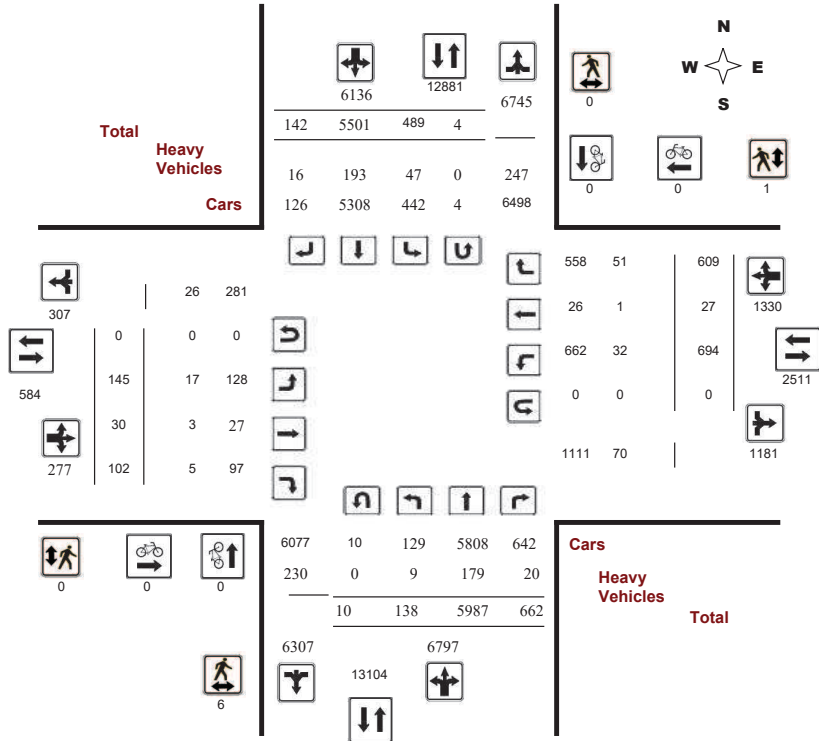 N
W E
S
6136 12881 6745
0
Total
142 5501 489 4
Heavy
Vehicles
16 193 47 0 247
0 0 1
Cars
126 5308 442 4 6498
26 281
307
558 51 609
1330
0 0 0
26 1 27
584
145 17 128
662 32 694
2511
30 3 27
0 0 0
277
102 5 97
1111 70
1181
6077 10 129 5808 642
Cars
230 0 9 179 20
Heavy
Vehicles
0 0 0
10 138 5987 662
Total
6307 13104 6797
6